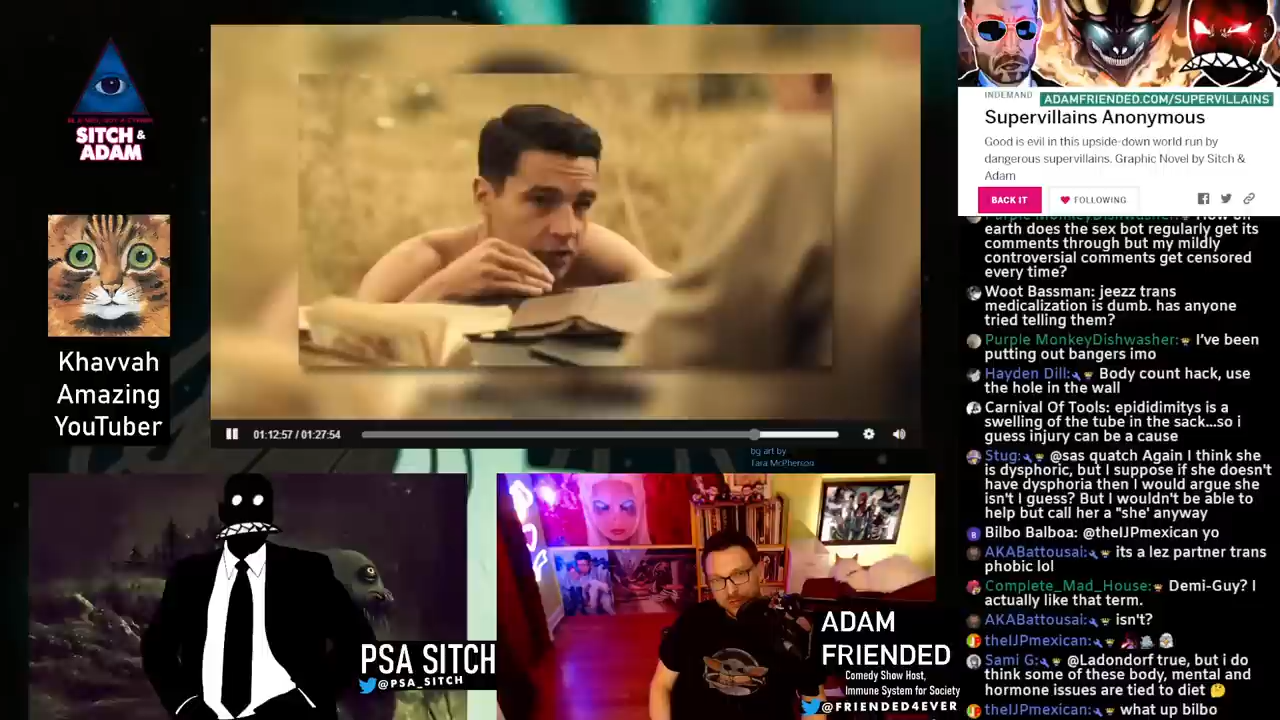 SITCH &
ADAM
Khavvah
Amazing
YouTuber
01:12:57 / 01:27:54
bg art by
Tara McPherson
PSA SITCH
@PSA_SITCH
ADAM
FRIENDED
Comedy Show Host,
Immune System for Society
@FRIENDED4EVER
INDEMAND
ADAMFRIENDED.COM/SUPERVILLAINS
Supervillains Anonymous
Good is evil in this upside-down world run by
dangerous supervillains. Graphic Novel by Sitch &
Adam
BACK IT
FOLLOWING
Purple MonkeyDishwasher: How on
earth does the sex bot regularly get its
comments through but my mildly
controversial comments get censored
every time?
Woot Bassman: jeezz trans
medicalization is dumb. has anyone
tried telling them?
Purple MonkeyDishwasher: I've been
putting out bangers imo
Hayden Dill: Body count hack, use
the hole in the wall
Carnival Of Tools: epididimitys is a
swelling of the tube in the sack...so i
guess injury can be a cause
Stug: @sas quatch Again I think she
is dysphoric, but I suppose if she doesn't
have dysphoria then I would argue she
isn't I guess? But I wouldn't be able to
help but call her a "she' anyway
Bilbo Balboa: @theIJPmexican yo
AKABattousai: its a lez partner trans
phobic lol
Complete_Mad_House: Demi-Guy? I
actually like that term.
AKABattousai: isn't?
theIJPmexican:
Sami G: @Ladondorf true, but i do
think some of these body, mental and
hormone issues are tied to diet 🤔
theIJPmexican: what up bilbo